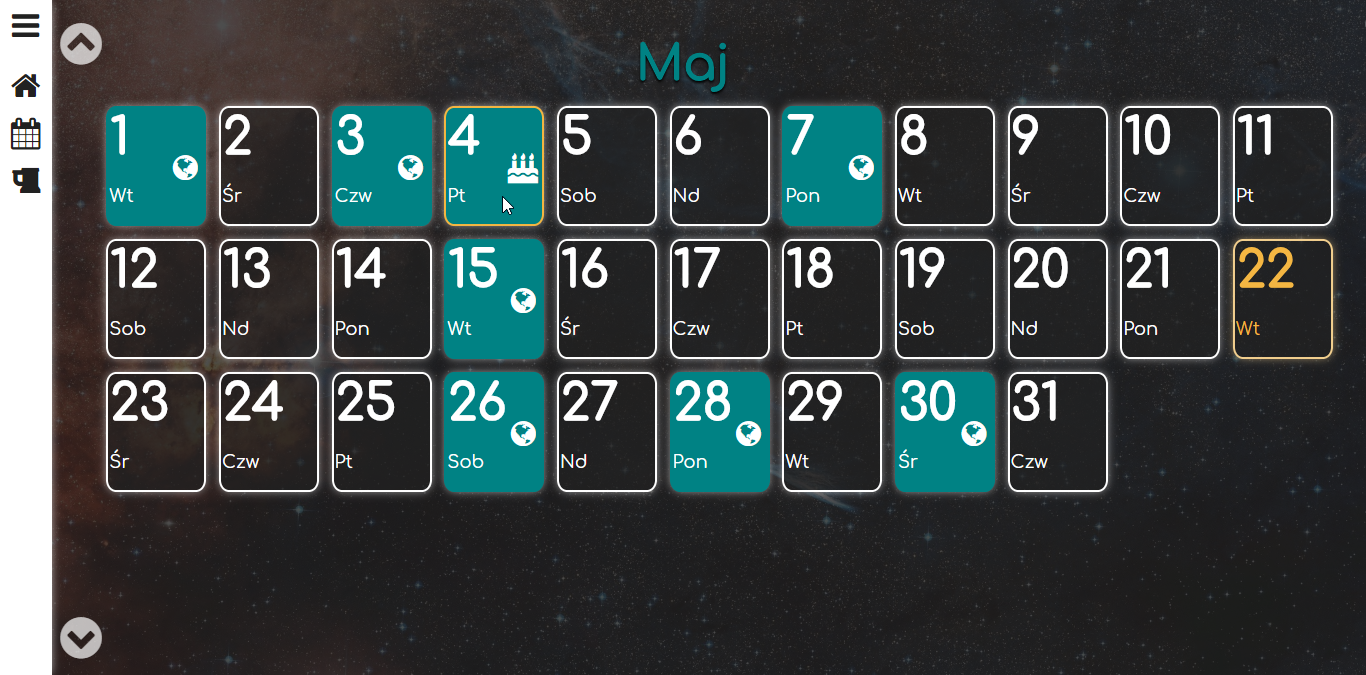 Maj
1 2 3 4 5 6 7 8 9 10 11
Wt Śr Czw Pt Sob Nd Pon Wt Śr Czw Pt
12 13 14 15 16 17 18 19 20 21 22
Sob Nd Pon Wt Śr Czw Pt Sob Nd Pon Wt
23 24 25 26 27 28 29 30 31
Śr Czw Pt Sob Nd Pon Wt Śr Czw